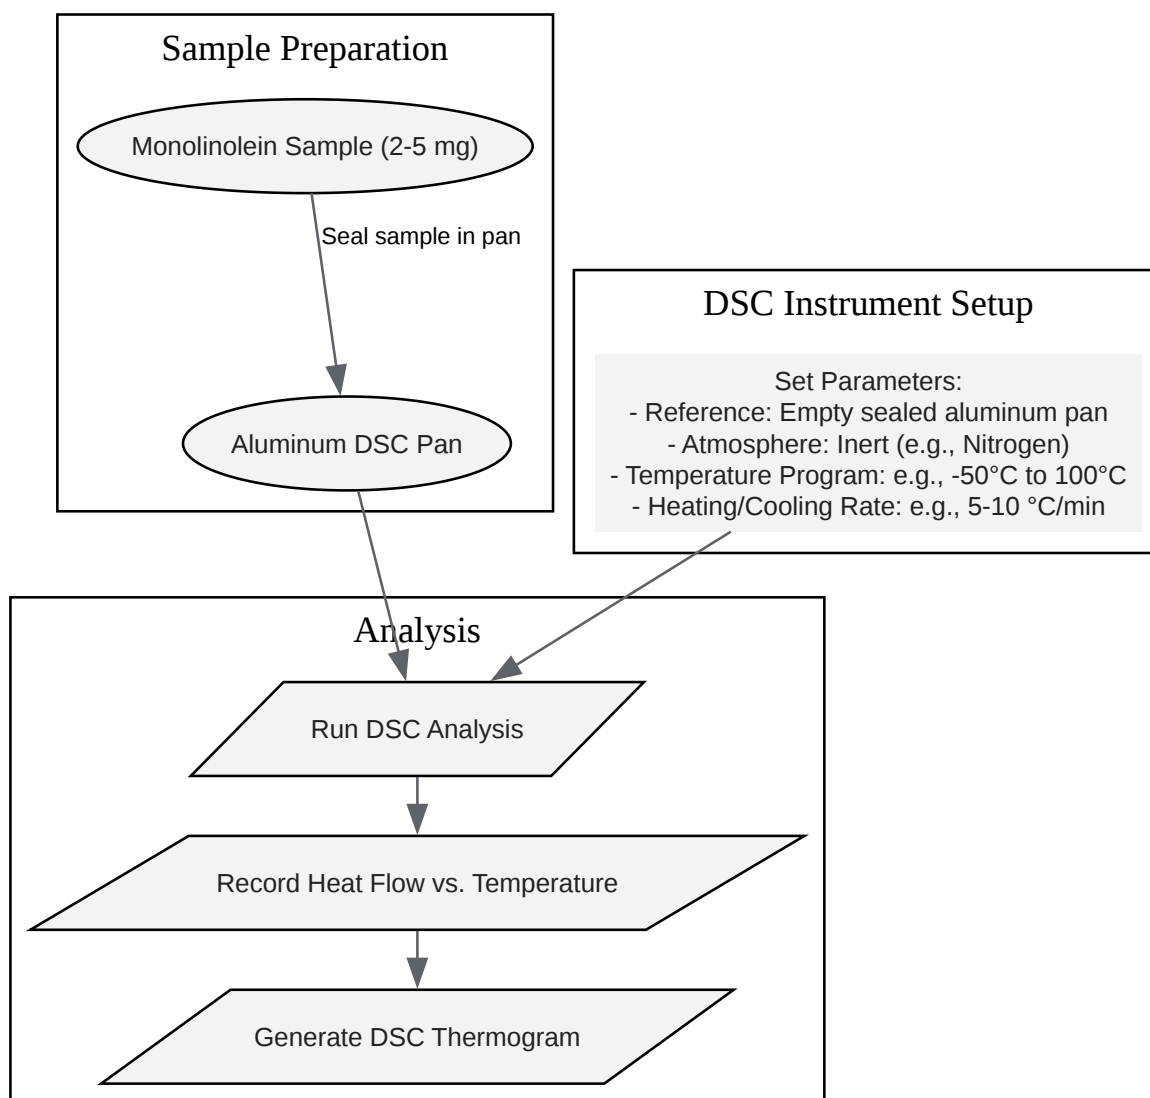 Sample Preparation
Monolinolein Sample (2-5 mg)
Seal sample in pan
Aluminum DSC Pan
DSC Instrument Setup
Set Parameters:
- Reference: Empty sealed aluminum pan
- Atmosphere: Inert (e.g., Nitrogen)
- Temperature Program: e.g., -50°C to 100°C
- Heating/Cooling Rate: e.g., 5-10 °C/min
Analysis
Run DSC Analysis
Record Heat Flow vs. Temperature
Generate DSC Thermogram